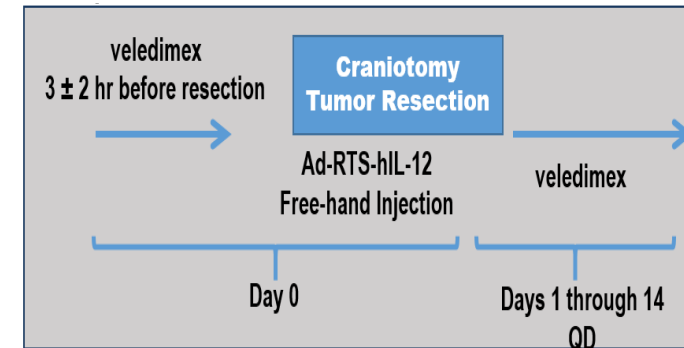 veledimex
3 ± 2 hr before resection
Craniotomy
Tumor Resection
Ad-RTS-hIL-12
Free-hand Injection
veledimex
Day 0
Days 1 through 14
QD